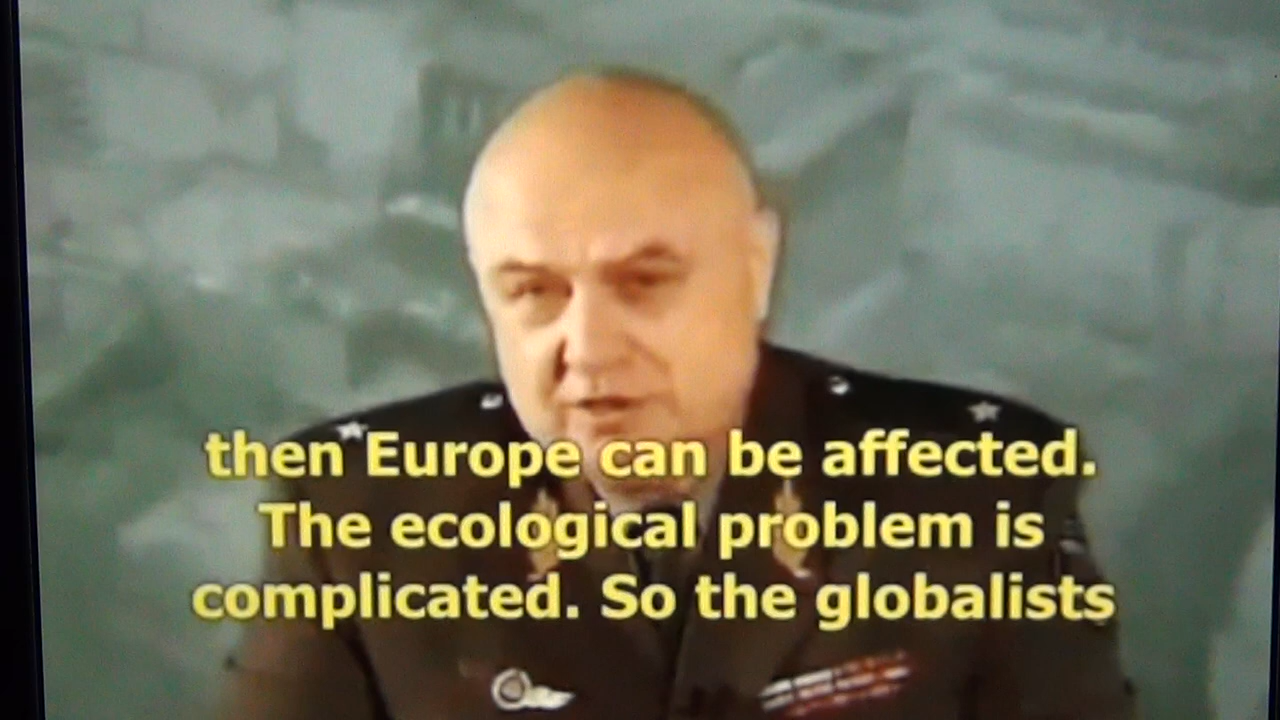 then Europe can be affected.
The ecological problem is
complicated. So the globalists